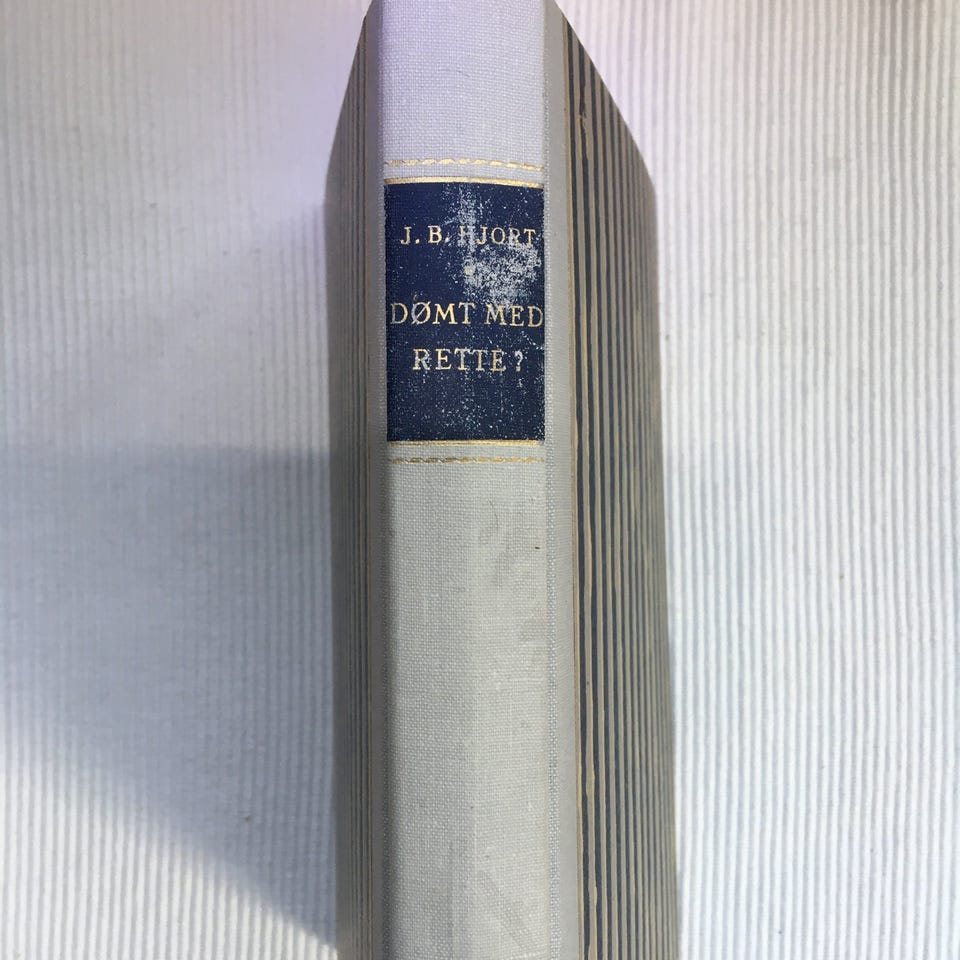 J. B. HJORT
DØMT MED
RETTE?